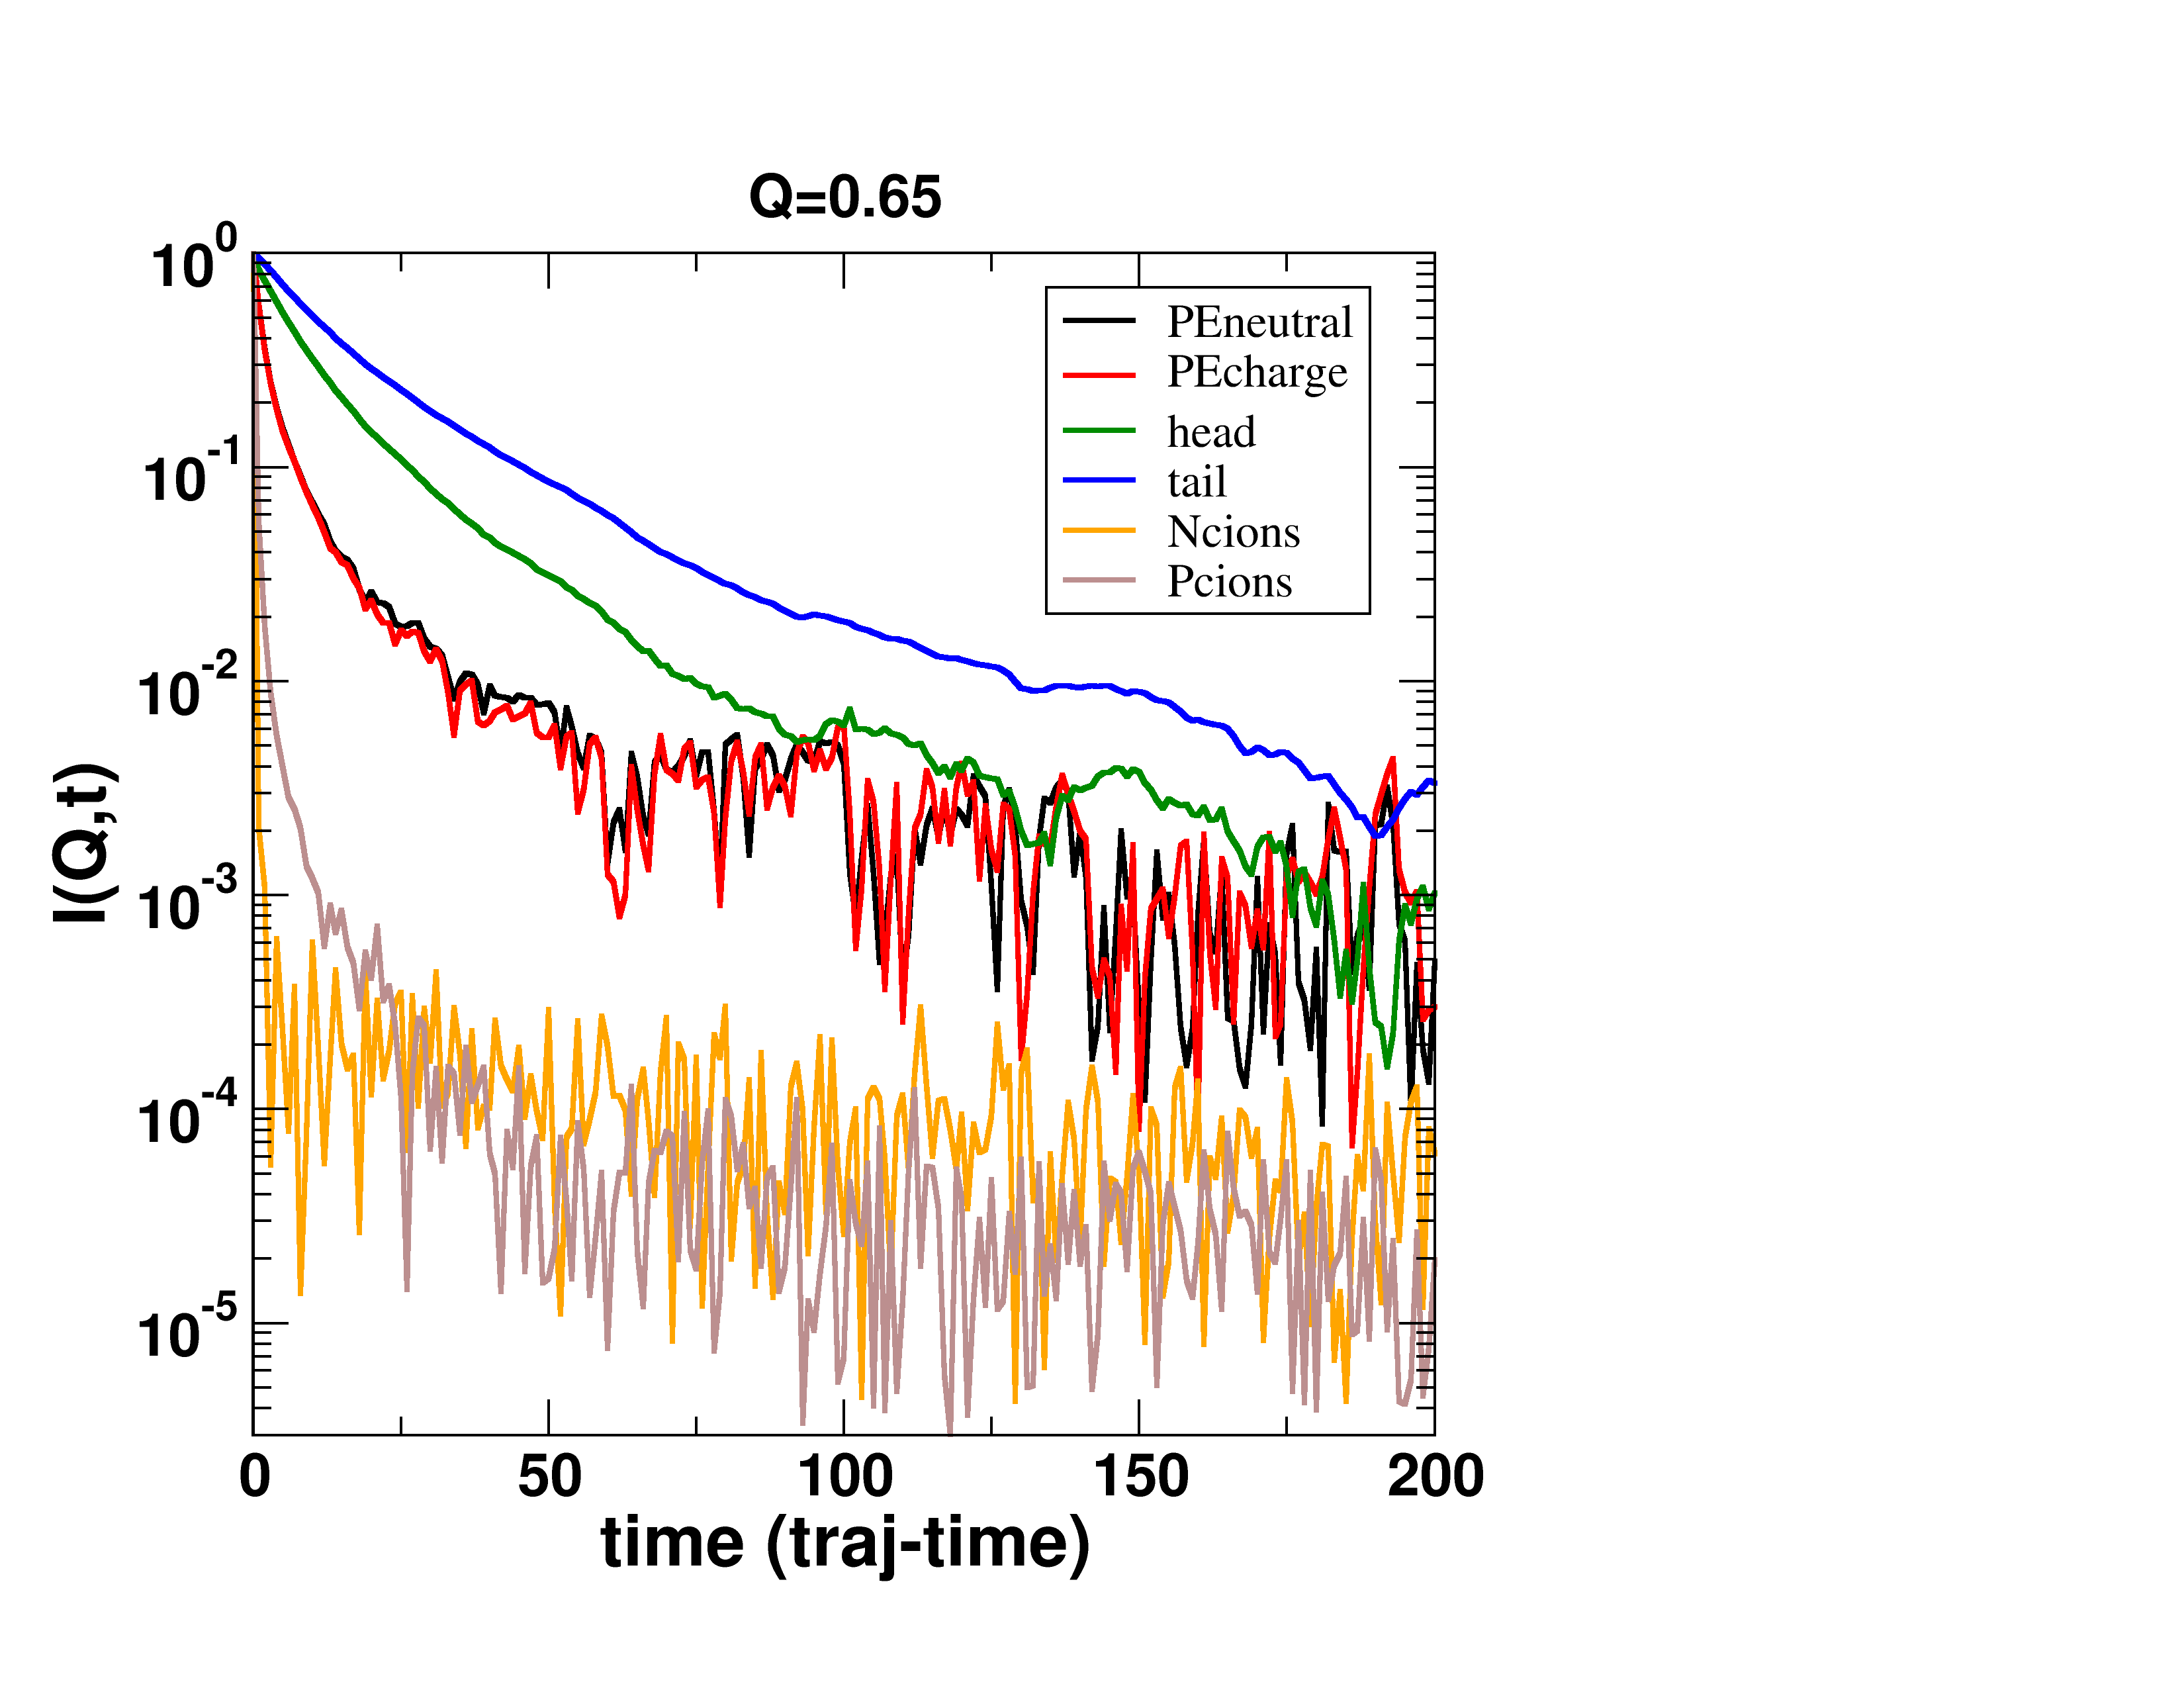 Q=0.65
10^0
10^-1
10^-2
10^-3
10^-4
10^-5
I(Q,t)
PEneutral
PEcharge
head
tail
Ncions
Pcions
0 50 100 150 200
time (traj-time)